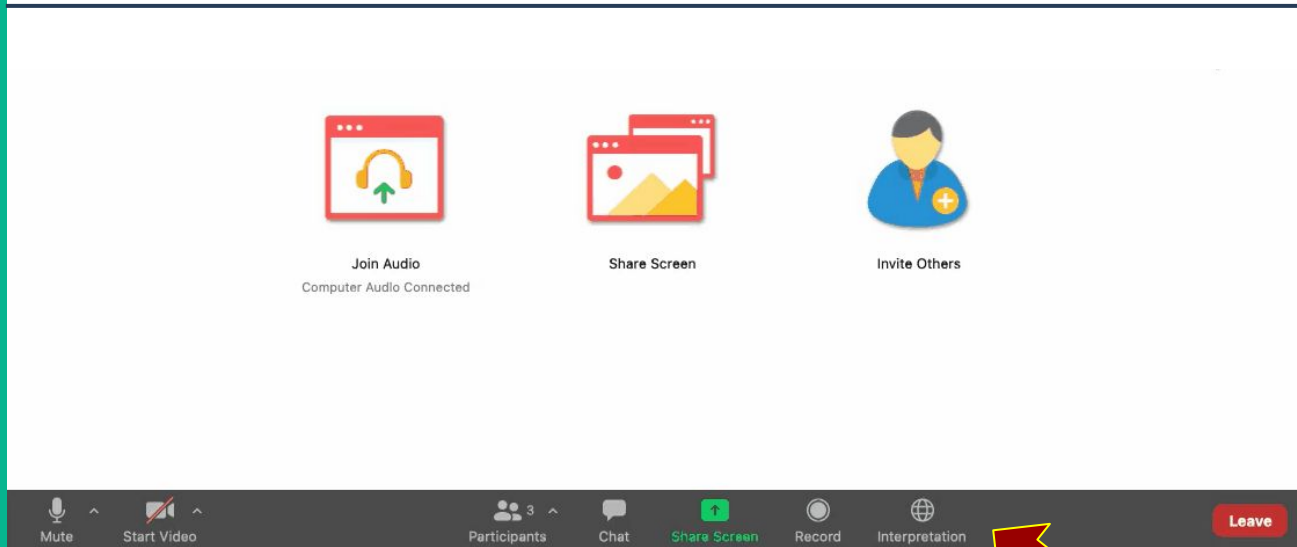 Join Audio
Computer Audio Connected
Share Screen
Invite Others
Mute
Start Video
Participants
3
Chat
Share Screen
Record
Interpretation
Leave